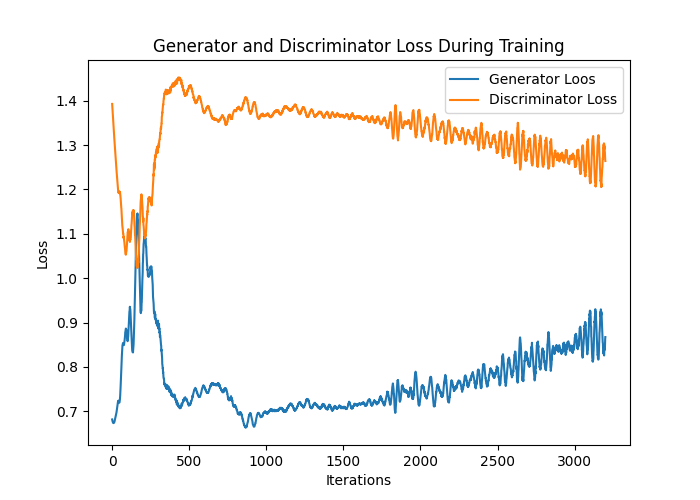 Generator and Discriminator Loss During Training
Generator Loos
Discriminator Loss
1.4
1.3
1.2
1.1
1.0
0.9
0.8
0.7
Loss
0 500 1000 1500 2000 2500 3000
Iterations